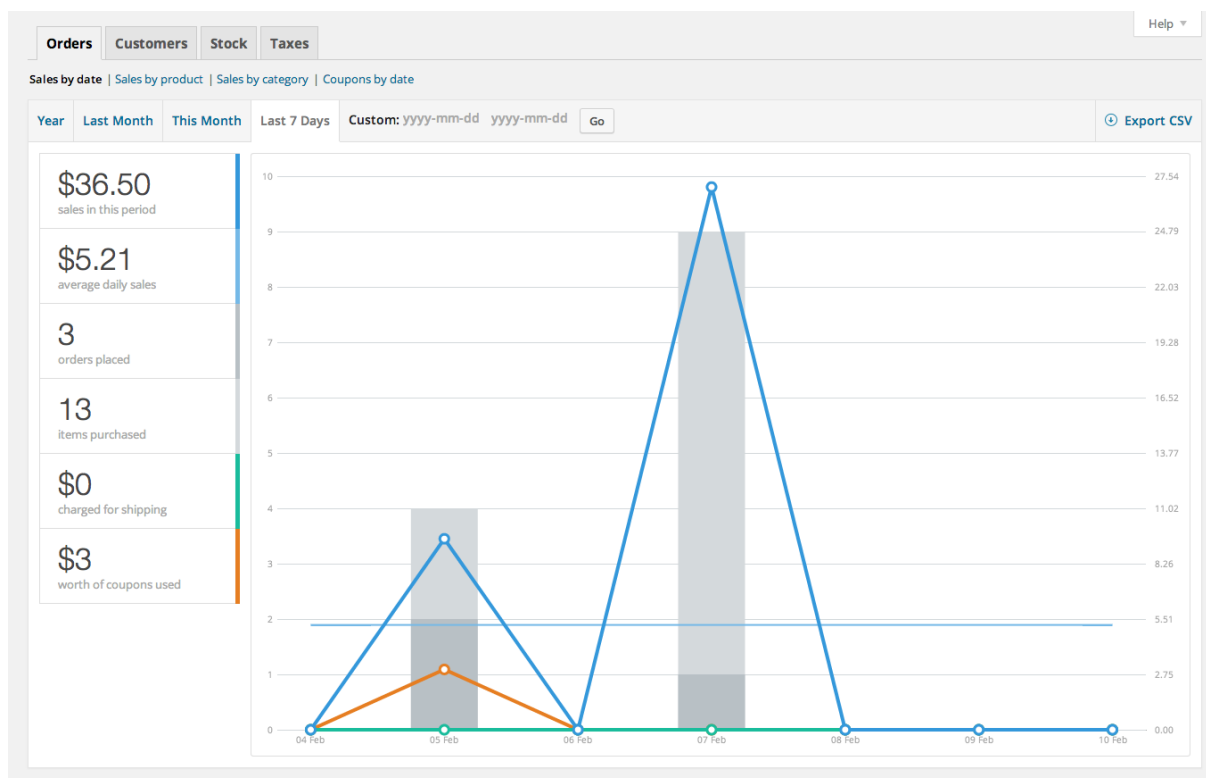 Help
Orders Customers Stock Taxes
Sales by date | Sales by product | Sales by category | Coupons by date
Year Last Month This Month Last 7 Days Custom: yyyy-mm-dd yyyy-mm-dd Go Export CSV
$36.50
sales in this period
$5.21
average daily sales
3
orders placed
13
items purchased
$0
charged for shipping
$3
worth of coupons used
10 27.54
9 24.79
8 22.03
7 19.28
6 16.52
5 13.77
4 11.02
3 8.26
2 5.51
1 2.75
0 0.00
04 Feb 05 Feb 06 Feb 07 Feb 08 Feb 09 Feb 10 Feb